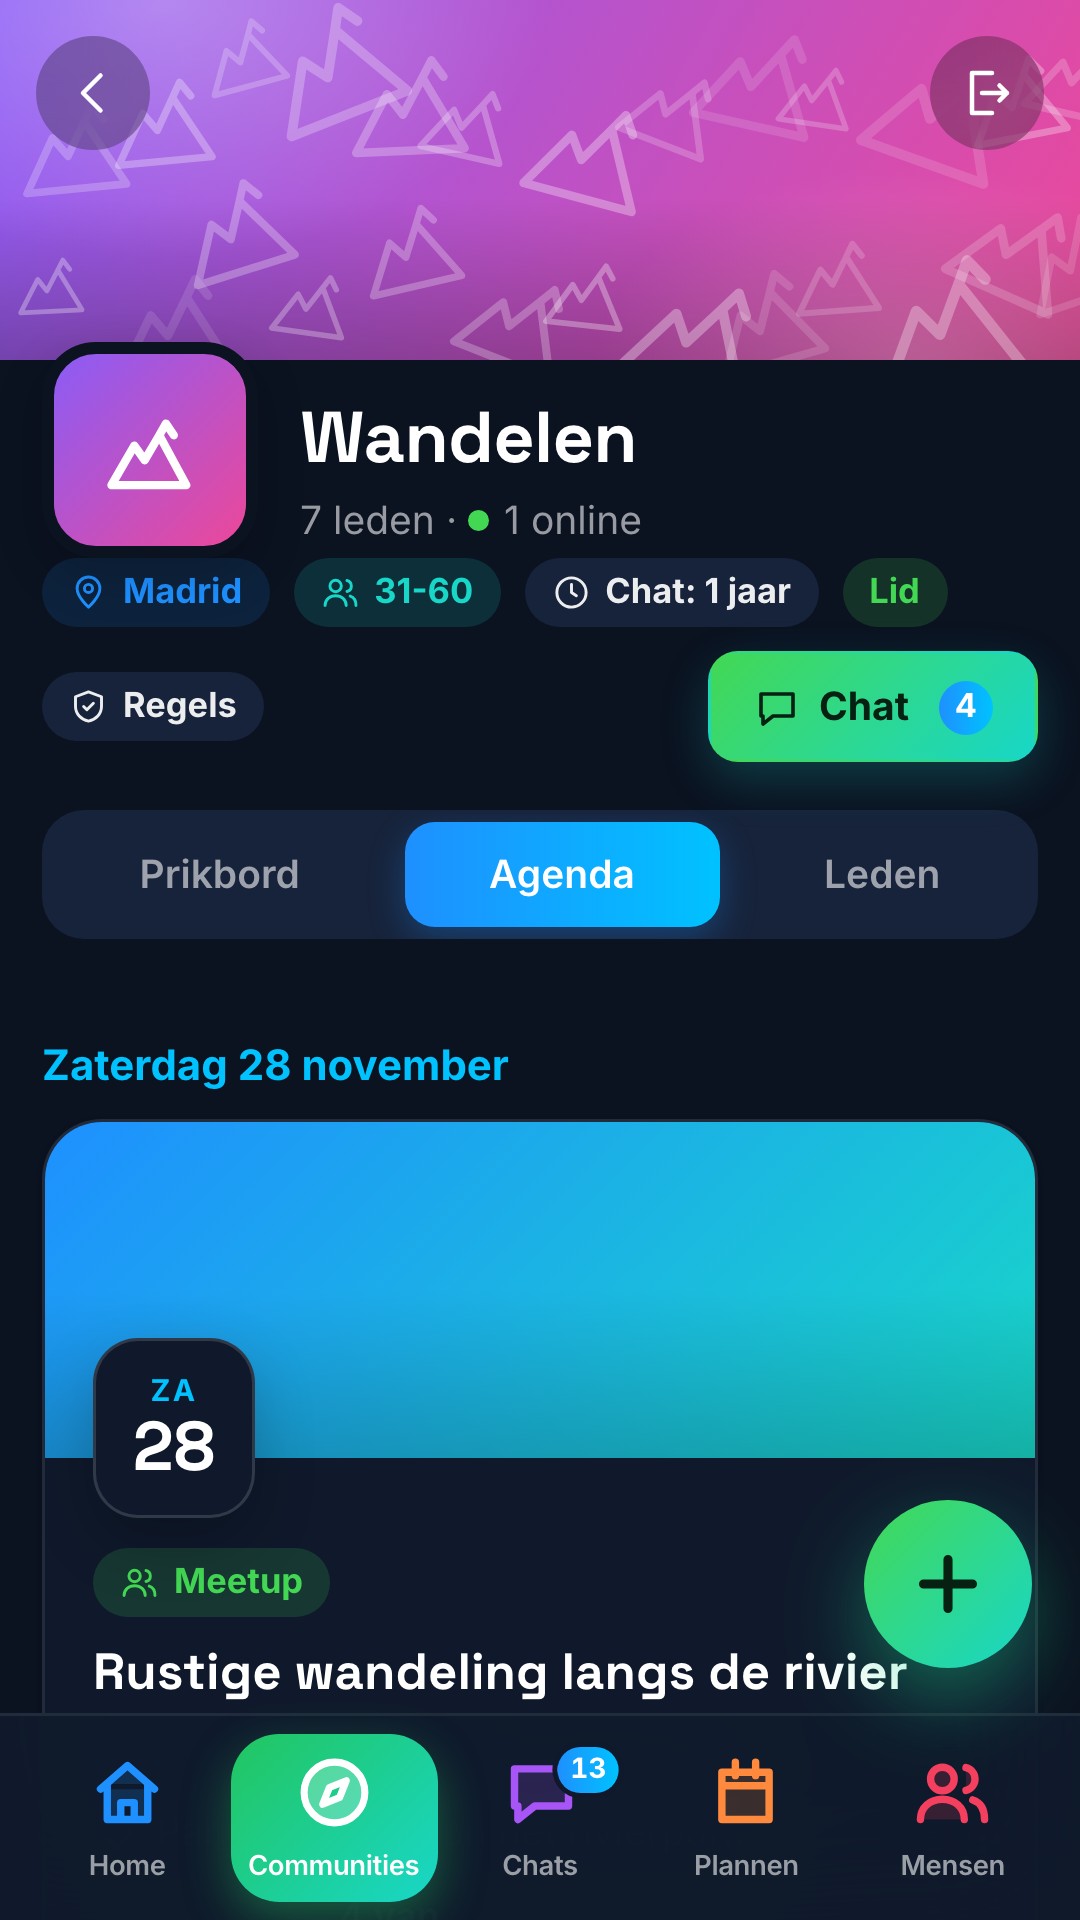 Wandelen
7 leden · 1 online
Madrid
31-60
Chat: 1 jaar
Lid
Regels
Chat 4
Prikbord
Agenda
Leden
Zaterdag 28 november
ZA
28
Meetup
Rustige wandeling langs de rivier
13
Home
Communities
Chats
Plannen
Mensen